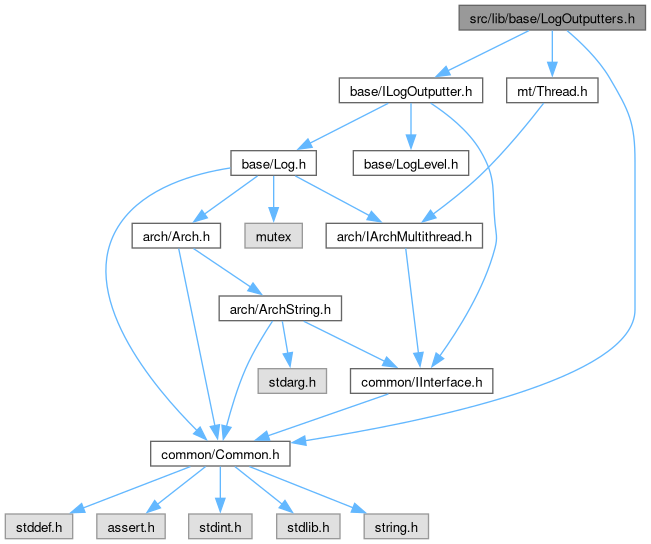 src/lib/base/LogOutputters.h
base/ILogOutputter.h
mt/Thread.h
base/Log.h
base/LogLevel.h
arch/Arch.h
mutex
arch/IArchMultithread.h
arch/ArchString.h
stdarg.h
common/IInterface.h
common/Common.h
stddef.h
assert.h
stdint.h
stdlib.h
string.h